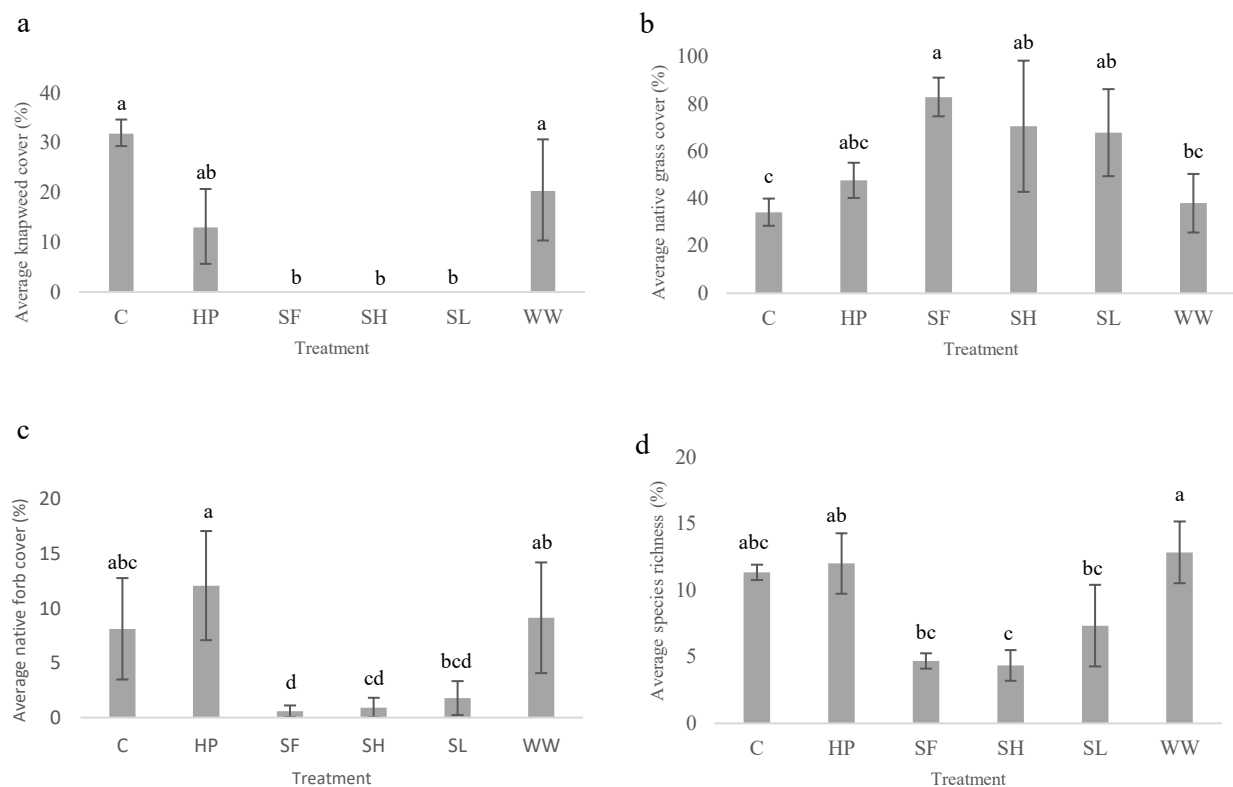 a
Average knapweed cover (%)
40
30
20
10
0
a
ab
b
b
b
a
C HP SF SH SL WW
Treatment
b
Average native grass cover (%)
100
80
60
40
20
0
c
abc
a
ab
ab
bc
C HP SF SH SL WW
Treatment
c
Average native forb cover (%)
20
15
10
5
0
abc
a
d
cd
bcd
ab
C HP SF SH SL WW
Treatment
d
Average species richness (%)
20
15
10
5
0
abc
ab
bc
c
bc
a
C HP SF SH SL WW
Treatment